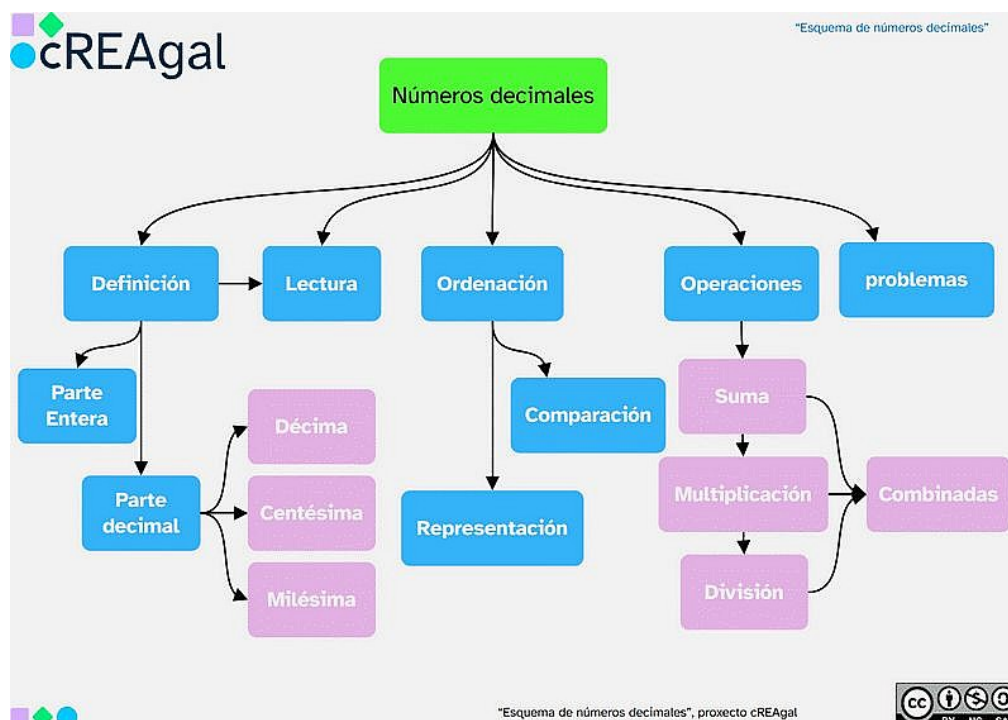 cREAgal
"Esquema de números decimales"
Números decimales
Definición
Lectura
Ordenación
Operaciones
problemas
Parte
Entera
Comparación
Suma
Décima
Parte
decimal
Centésima
Representación
Multiplicación
Combinadas
Milésima
División
"Esquema de números decimales", proxecto cREAgal
cc